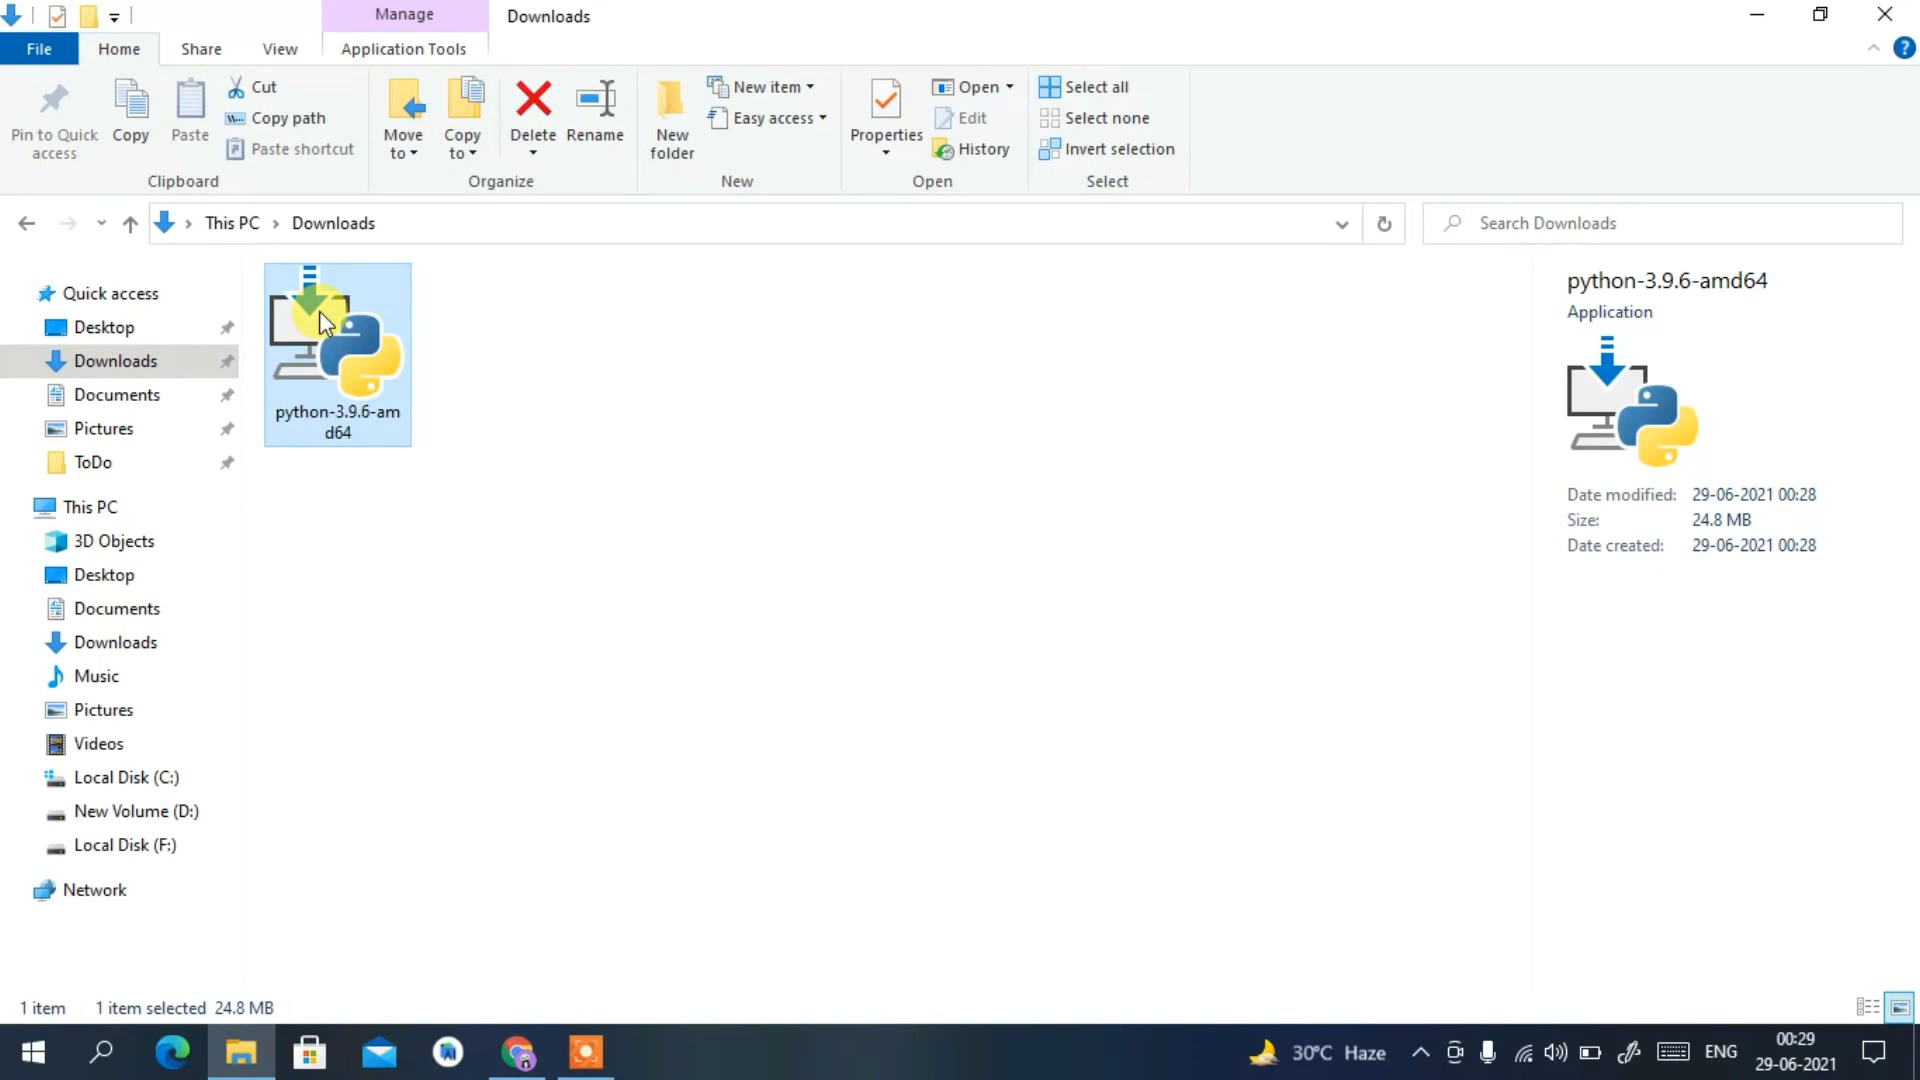 Manage
Downloads
File
Home
Share
View
Application Tools
Pin to Quick
access
Copy
Paste
Cut
Copy path
Paste shortcut
Clipboard
Move
to
Copy
to
Delete
Rename
Organize
New
folder
New item
Easy access
New
Properties
Open
Edit
History
Open
Select all
Select none
Invert selection
Select
This PC
Downloads
Search Downloads
Quick access
Desktop
Downloads
Documents
Pictures
ToDo
This PC
3D Objects
Desktop
Documents
Downloads
Music
Pictures
Videos
Local Disk (C:)
New Volume (D:)
Local Disk (F:)
Network
python-3.9.6-am
d64
python-3.9.6-amd64
Application
Date modified: 29-06-2021 00:28
Size: 24.8 MB
Date created: 29-06-2021 00:28
1 item
1 item selected 24.8 MB
30°C Haze
ENG
00:29
29-06-2021